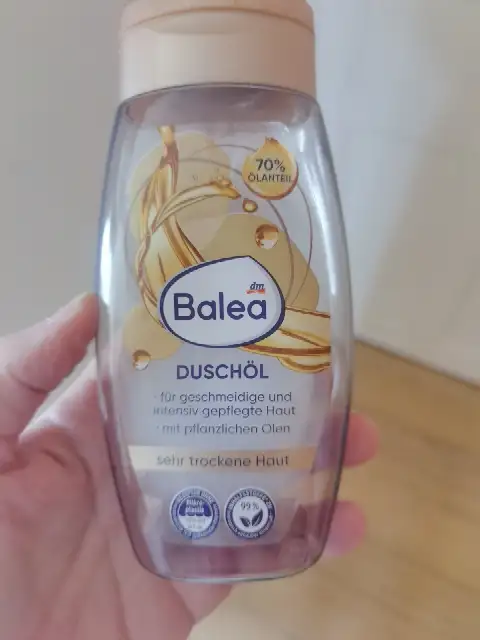 70%
ÖLANTEIL
dm
Balea
DUSCHÖL
· für geschmeidige und
intensiv gepflegte Haut
· mit pflanzlichen Ölen
sehr trockene Haut
99%